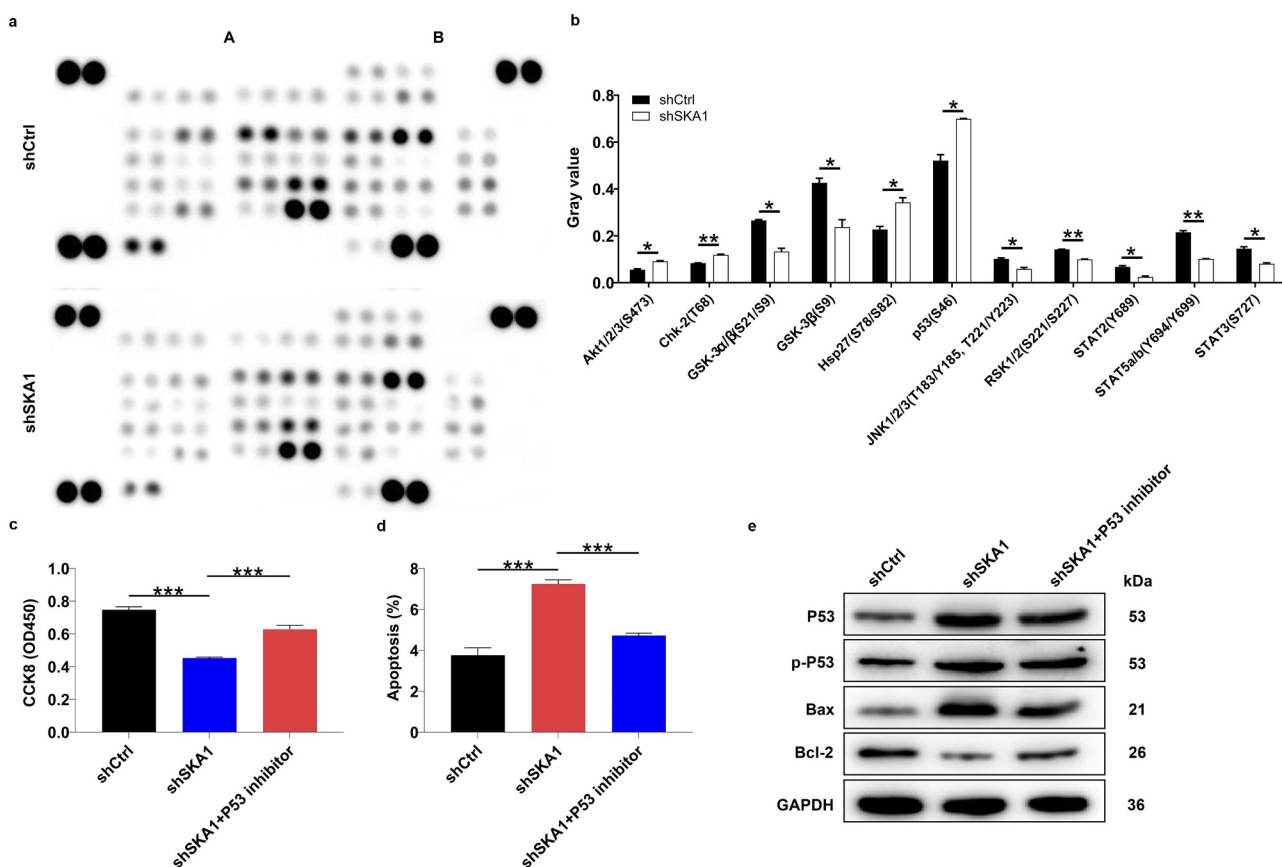 a
A
B
shCtrl
shSKA1
b
shCtrl
shSKA1
Gray value
0.8
0.6
0.4
0.2
0.0
*
**
*
*
*
*
*
**
*
**
*
Akt1/2/3(S473)
Chk-2(T68)
GSK-3α/β(S21/S9)
GSK-3β(S9)
Hsp27(S78/S82)
p53(S46)
JNK1/2/3(T183/Y185, T221/Y223)
RSK1/2(S221/S227)
STAT2(Y689)
STAT5a/b(Y694/Y699)
STAT3(S727)
c
CCK8 (OD450)
1.0
0.8
0.6
0.4
0.2
0.0
***
***
shCtrl
shSKA1
shSKA1+P53 inhibitor
d
Apoptosis (%)
8
6
4
2
0
***
***
shCtrl
shSKA1
shSKA1+P53 inhibitor
e
shCtrl
shSKA1
shSKA1+P53 inhibitor
kDa
P53 53
p-P53 53
Bax 21
Bcl-2 26
GAPDH 36